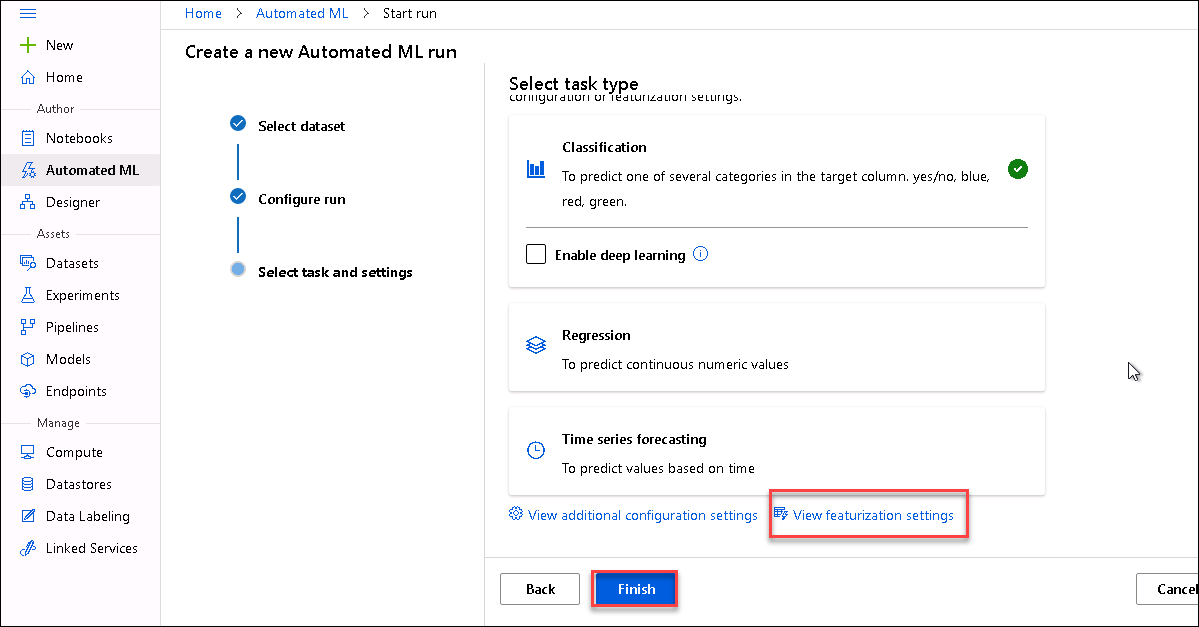 Home > Automated ML > Start run
New
Home
Author
Notebooks
Automated ML
Designer
Assets
Datasets
Experiments
Pipelines
Models
Endpoints
Manage
Compute
Datastores
Data Labeling
Linked Services
Create a new Automated ML run
Select dataset
Configure run
Select task and settings
Select task type
configuration or featurization settings.
Classification
To predict one of several categories in the target column. yes/no, blue,
red, green.
Enable deep learning
Regression
To predict continuous numeric values
Time series forecasting
To predict values based on time
View additional configuration settings
View featurization settings
Back
Finish
Cancel